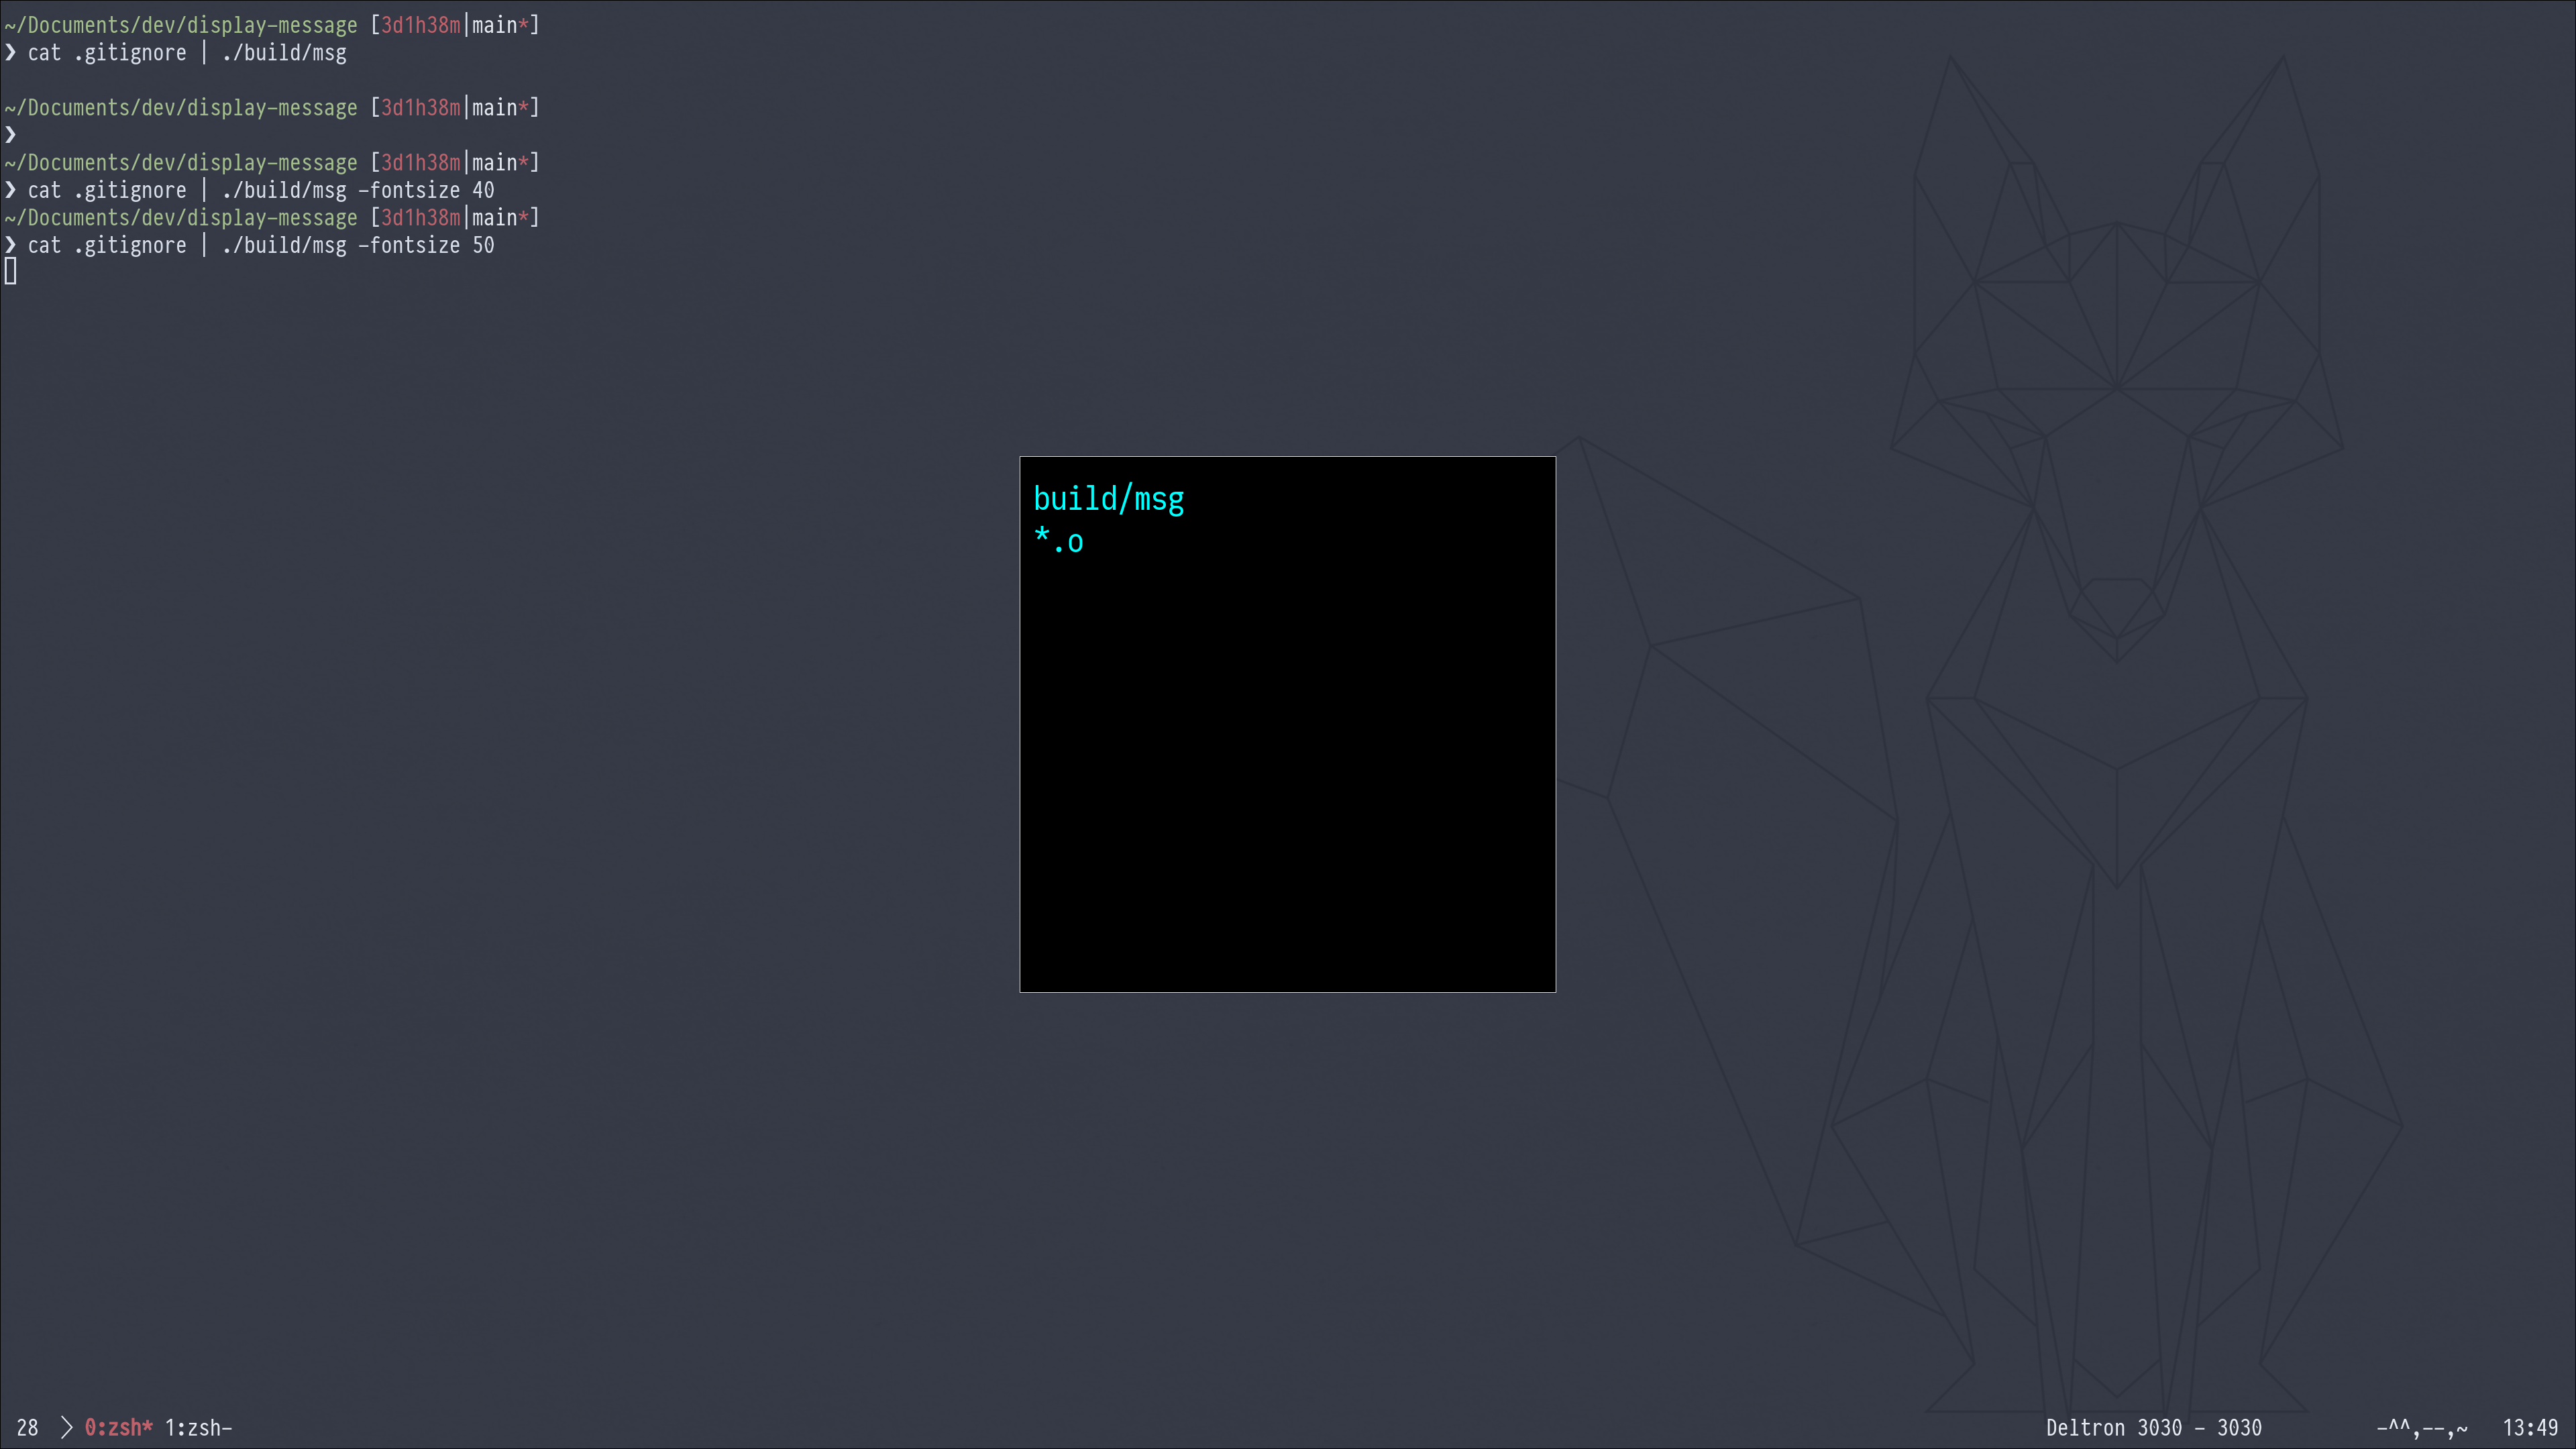 ~/Documents/dev/display-message [3d1h38m|main*]
❯ cat .gitignore | ./build/msg
~/Documents/dev/display-message [3d1h38m|main*]
❯
~/Documents/dev/display-message [3d1h38m|main*]
❯ cat .gitignore | ./build/msg -fontsize 40
~/Documents/dev/display-message [3d1h38m|main*]
❯ cat .gitignore | ./build/msg -fontsize 50
build/msg
*.o
28 > 0:zsh* 1:zsh- Deltron 3030 - 3030 -^^,--,~ 13:49